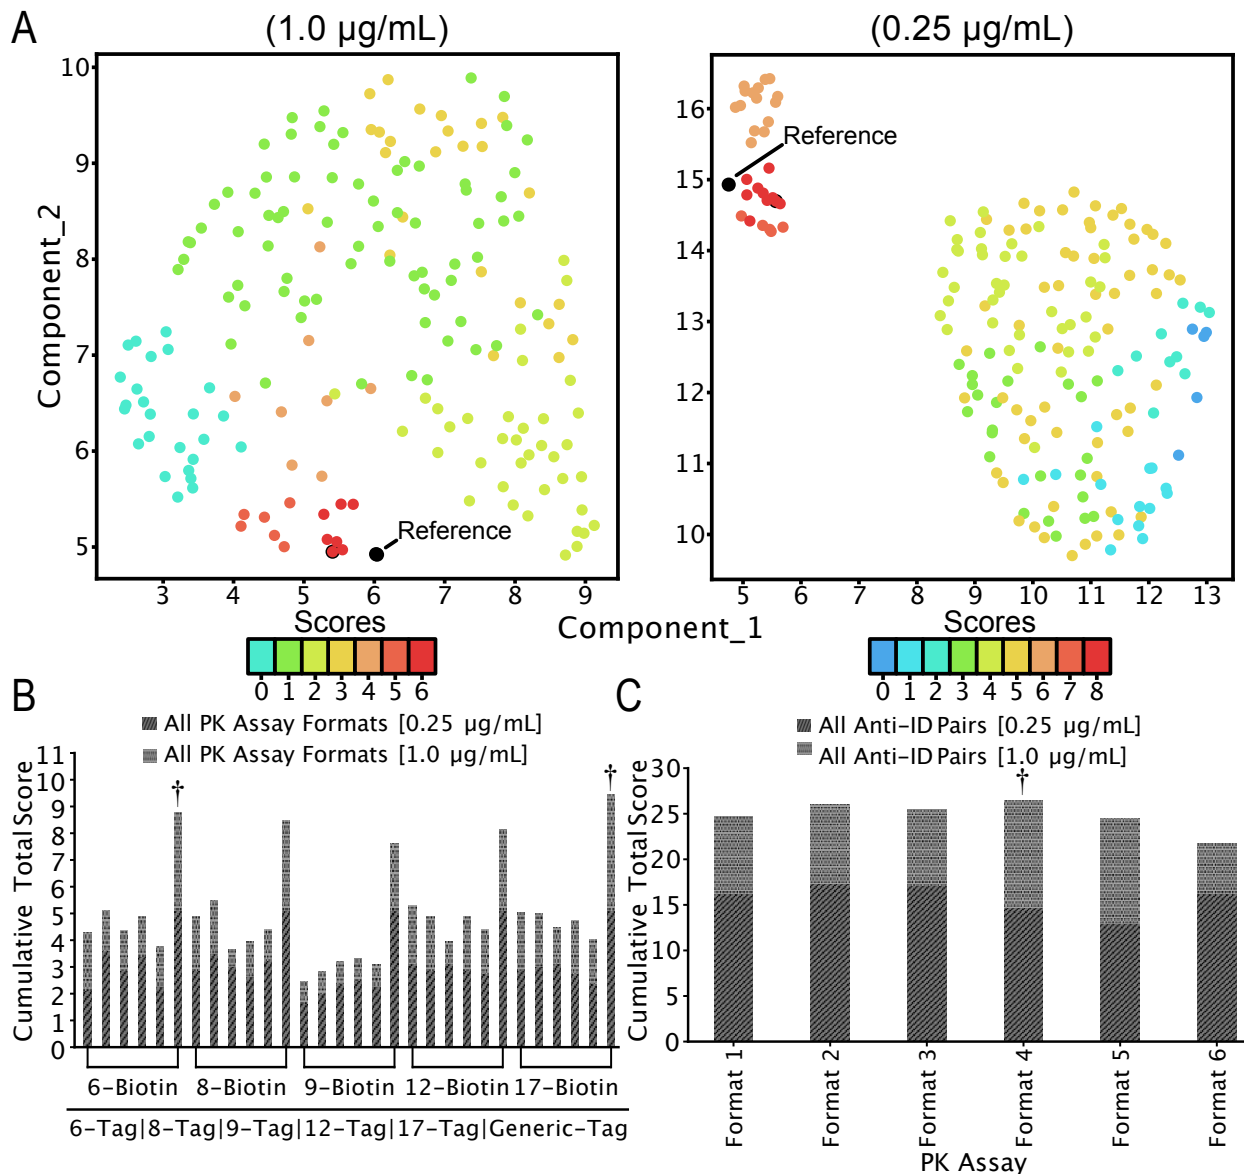 A
(1.0 µg/mL)
(0.25 µg/mL)
Component_2
10
9
8
7
6
5
Reference
3 4 5 6 7 8 9
16
15
14
13
12
11
10
Reference
5 6 7 8 9 10 11 12 13
Component_1
Scores
0 1 2 3 4 5 6
Scores
0 1 2 3 4 5 6 7 8
B
All PK Assay Formats [0.25 µg/mL]
All PK Assay Formats [1.0 µg/mL]
Cumulative Total Score
11
10
9
8
7
6
5
4
3
2
1
0
†
†
6-Biotin 8-Biotin 9-Biotin 12-Biotin 17-Biotin
6-Tag|8-Tag|9-Tag|12-Tag|17-Tag|Generic-Tag
C
All Anti-ID Pairs [0.25 µg/mL]
All Anti-ID Pairs [1.0 µg/mL]
Cumulative Total Score
30
25
20
15
10
5
0
†
Format 1
Format 2
Format 3
Format 4
Format 5
Format 6
PK Assay